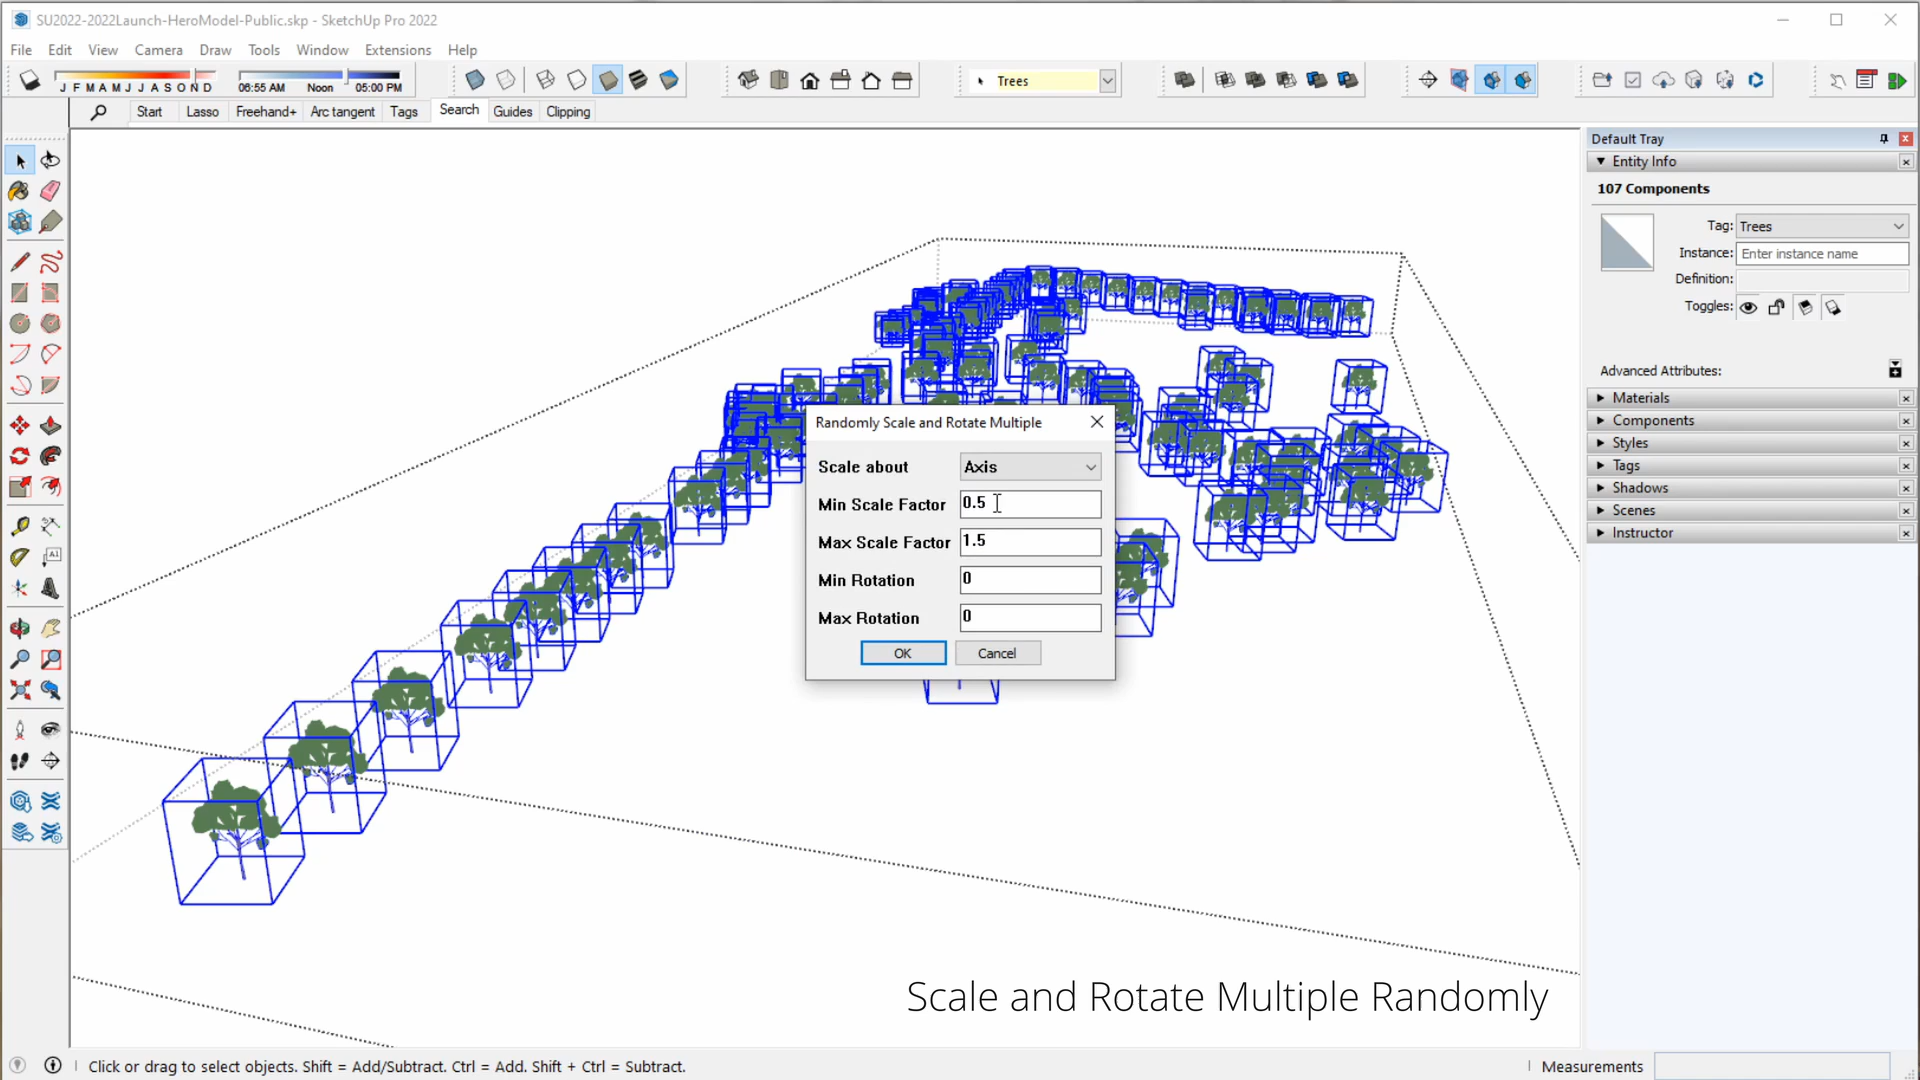 SU2022-2022Launch-HeroModel-Public.skp - SketchUp Pro 2022
File Edit View Camera Draw Tools Window Extensions Help
J F M A M J J A S O N D
06:55 AM Noon 05:00 PM
Trees
Start Lasso Freehand+ Arc tangent Tags Search Guides Clipping
Default Tray
Entity Info
107 Components
Tag: Trees
Instance: Enter instance name
Definition:
Toggles:
Advanced Attributes:
Materials
Components
Styles
Tags
Shadows
Scenes
Instructor
Randomly Scale and Rotate Multiple
Scale about Axis
Min Scale Factor 0.5
Max Scale Factor 1.5
Min Rotation 0
Max Rotation 0
OK Cancel
Scale and Rotate Multiple Randomly
Click or drag to select objects. Shift = Add/Subtract. Ctrl = Add. Shift + Ctrl = Subtract.
Measurements